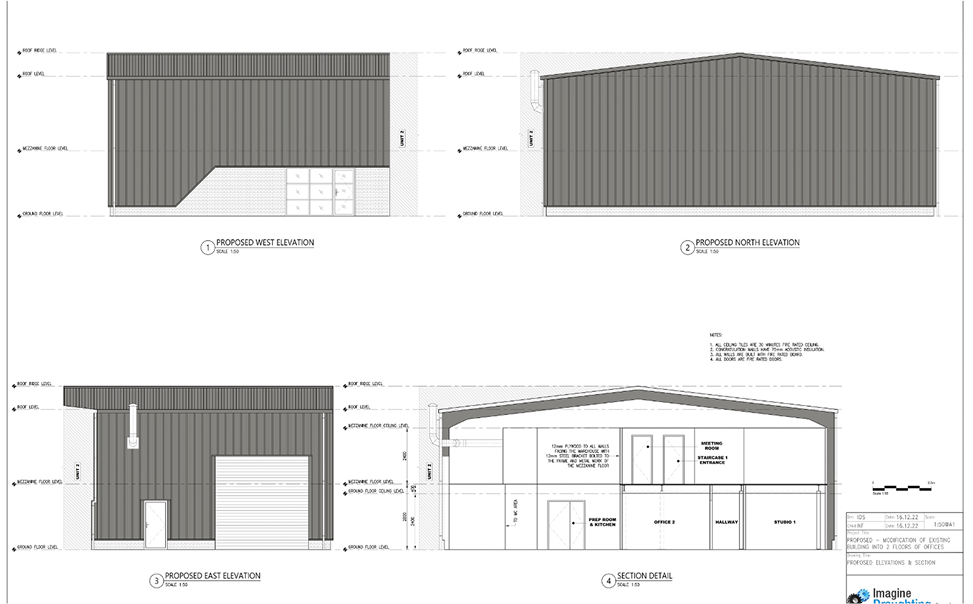 ROOF RIDGE LEVEL
ROOF LEVEL
MEZZANINE FLOOR LEVEL
GROUND FLOOR LEVEL
UNIT 2
1 PROPOSED WEST ELEVATION
SCALE 1:50
ROOF RIDGE LEVEL
ROOF LEVEL
MEZZANINE FLOOR LEVEL
GROUND FLOOR LEVEL
UNIT 2
2 PROPOSED NORTH ELEVATION
SCALE 1:50
NOTES:
1. ALL CEILING TILES ARE 30 MINUTES FIRE RATED CEILING.
2. CONGRATULATION WALLS HAVE 75mm ACOUSTIC INSULATION.
3. ALL WALLS ARE BUILT WITH FIRE RATED BOARD.
4. ALL DOORS ARE FIRE RATED DOORS.
ROOF RIDGE LEVEL
ROOF LEVEL
MEZZANINE FLOOR LEVEL
GROUND FLOOR LEVEL
UNIT 2
3 PROPOSED EAST ELEVATION
SCALE 1:50
ROOF RIDGE LEVEL
ROOF LEVEL
MEZZANINE FLOOR CEILING LEVEL
MEZZANINE FLOOR LEVEL
GROUND FLOOR CEILING LEVEL
GROUND FLOOR LEVEL
2400
2400
UNIT 2
12mm PLYWOOD TO ALL WALLS
FACING THE WAREHOUSE WITH
12mm STEEL BRACKET BOLTED TO
THE FRAME AND METAL WORK OF
THE MEZZANINE FLOOR
MEETING
ROOM
STAIRCASE 1
ENTRANCE
TO WC AREA
PREP ROOM
& KITCHEN
OFFICE 2
HALLWAY
STUDIO 1
4 SECTION DETAIL
SCALE 1:50
Scale 1:50
IDS
Date: 16.12.22
Scale:
Date: 16.12.22
1:50@A1
Project Title:
PROPOSED - MODIFICATION OF EXISTING
BUILDING INTO 2 FLOORS OF OFFICES
Drawing Title:
PROPOSED ELEVATIONS & SECTION
Imagine
Draughting